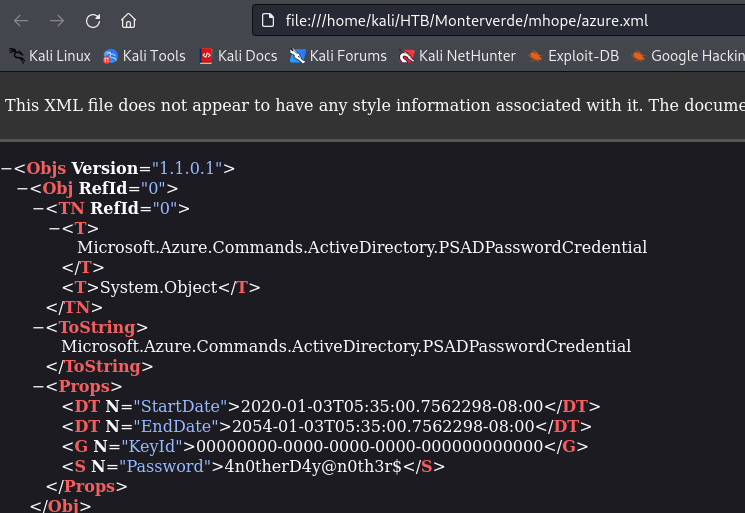 file:///home/kali/HTB/Monterverde/mhope/azure.xml
Kali Linux Kali Tools Kali Docs Kali Forums Kali NetHunter Exploit-DB Google Hackin
This XML file does not appear to have any style information associated with it. The docume
−<Objs Version="1.1.0.1">
−<Obj RefId="0">
−<TN RefId="0">
−<T>
Microsoft.Azure.Commands.ActiveDirectory.PSADPasswordCredential
</T>
<T>System.Object</T>
</TN>
−<ToString>
Microsoft.Azure.Commands.ActiveDirectory.PSADPasswordCredential
</ToString>
−<Props>
<DT N="StartDate">2020-01-03T05:35:00.7562298-08:00</DT>
<DT N="EndDate">2054-01-03T05:35:00.7562298-08:00</DT>
<G N="KeyId">00000000-0000-0000-0000-000000000000</G>
<S N="Password">4n0therD4y@n0th3r$</S>
</Props>
</Obj>